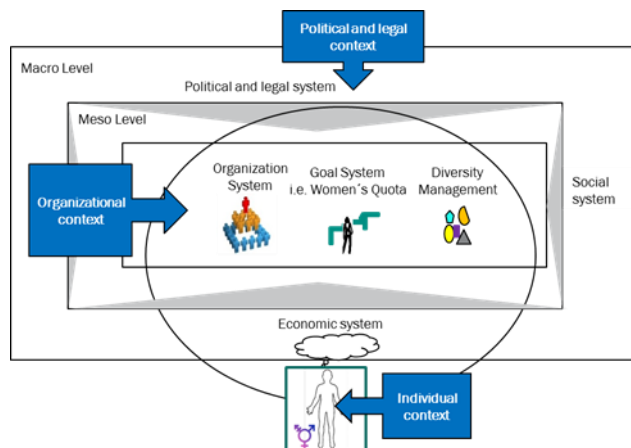 Political and legal
context
Macro Level
Political and legal system
Meso Level
Organizational
context
Organization
System
Goal System
i.e. Women´s Quota
Diversity
Management
Social
system
Economic system
Individual
context